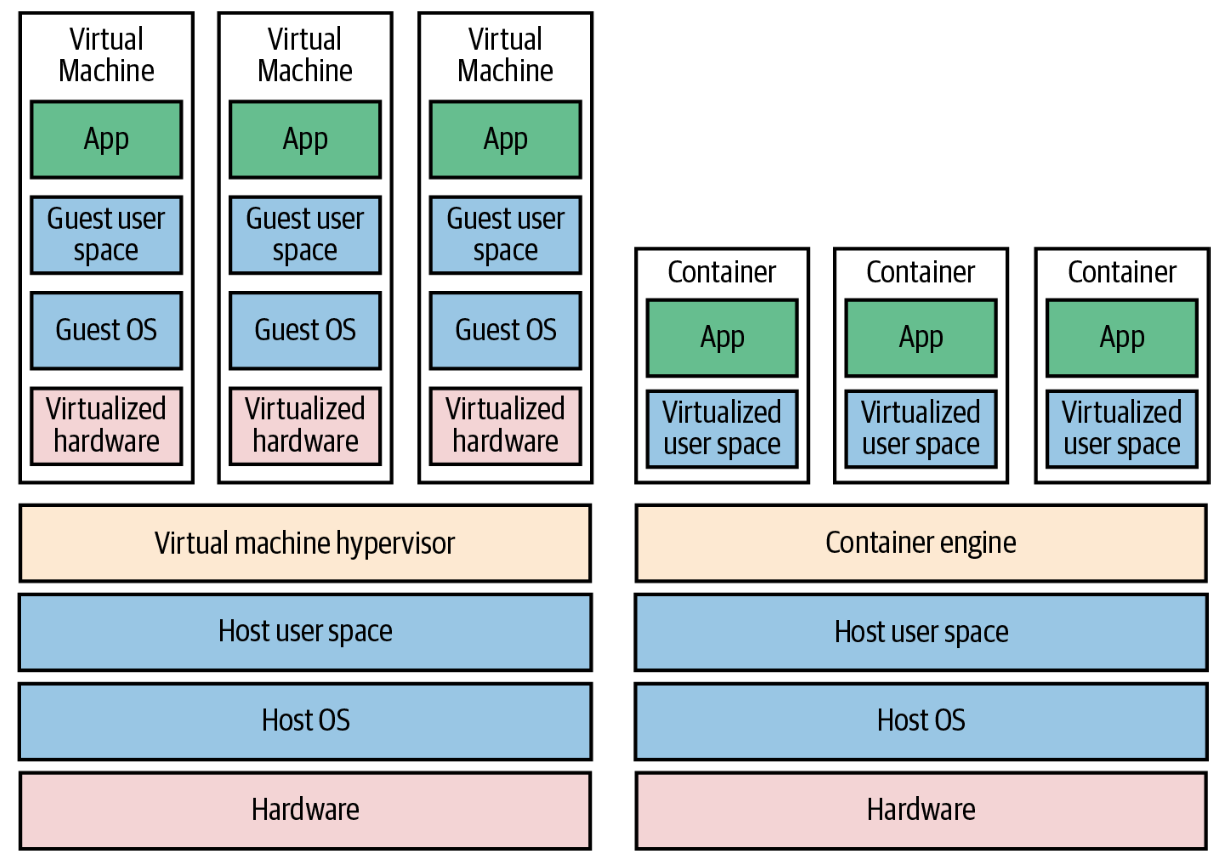 Virtual
Machine
App
Guest user
space
Guest OS
Virtualized
hardware
Virtual
Machine
App
Guest user
space
Guest OS
Virtualized
hardware
Virtual
Machine
App
Guest user
space
Guest OS
Virtualized
hardware
Virtual machine hypervisor
Host user space
Host OS
Hardware
Container
App
Virtualized
user space
Container
App
Virtualized
user space
Container
App
Virtualized
user space
Container engine
Host user space
Host OS
Hardware